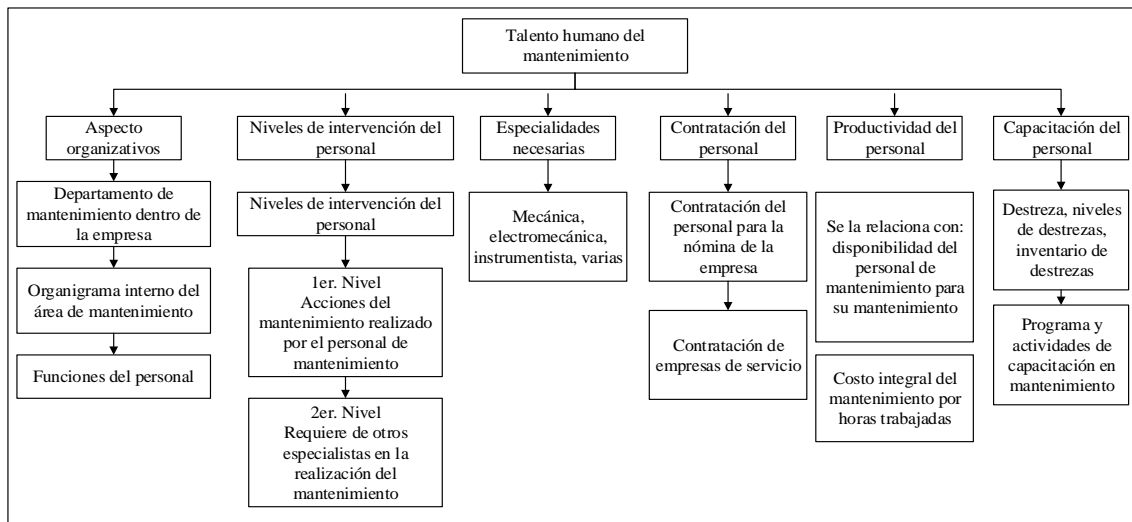 Talento humano del
mantenimiento
Aspecto
organizativos
Niveles de intervención del
personal
Especialidades
necesarias
Contratación del
personal
Productividad del
personal
Capacitación del
personal
Departamento de
mantenimiento dentro de
la empresa
Organigrama interno del
área de mantenimiento
Funciones del personal
Niveles de intervención del
personal
1er. Nivel
Acciones del
mantenimiento realizado
por el personal de
mantenimiento
2er. Nivel
Requiere de otros
especialistas en la
realización del
mantenimiento
Mecánica,
electromecánica,
instrumentista, varias
Contratación del
personal para la
nómina de la
empresa
Contratación de
empresas de servicio
Se la relaciona con:
disponibilidad del
personal de
mantenimiento para
su mantenimiento
Costo integral del
mantenimiento por
horas trabajadas
Destreza, niveles
de destrezas,
inventario de
destrezas
Programa y
actividades de
capacitación en
mantenimiento